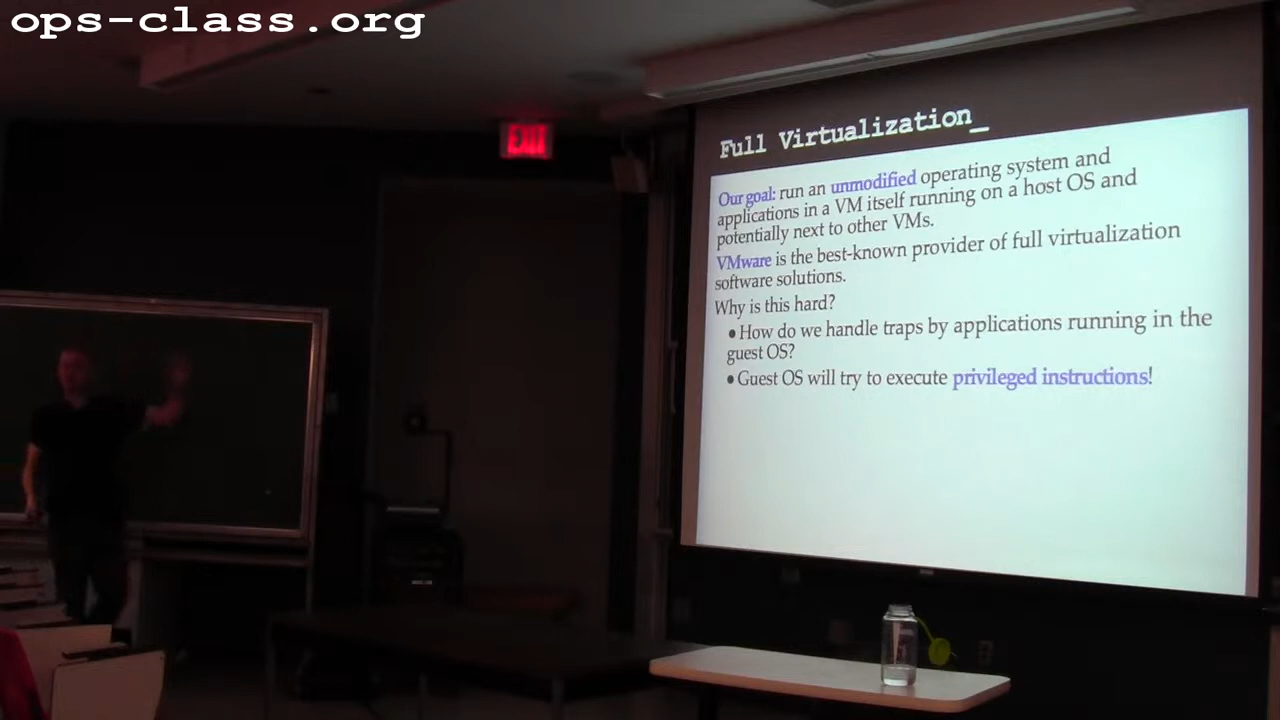 ops-class.org
EXIT
Full Virtualization_
Our goal: run an unmodified operating system and
applications in a VM itself running on a host OS and
potentially next to other VMs.
VMware is the best-known provider of full virtualization
software solutions.
Why is this hard?
• How do we handle traps by applications running in the
guest OS?
• Guest OS will try to execute privileged instructions!